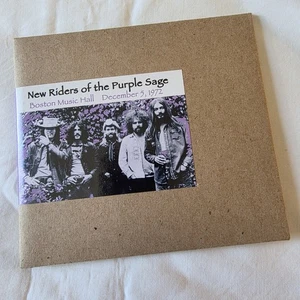 New Riders of the Purple Sage
Boston Music Hall December 5, 1972